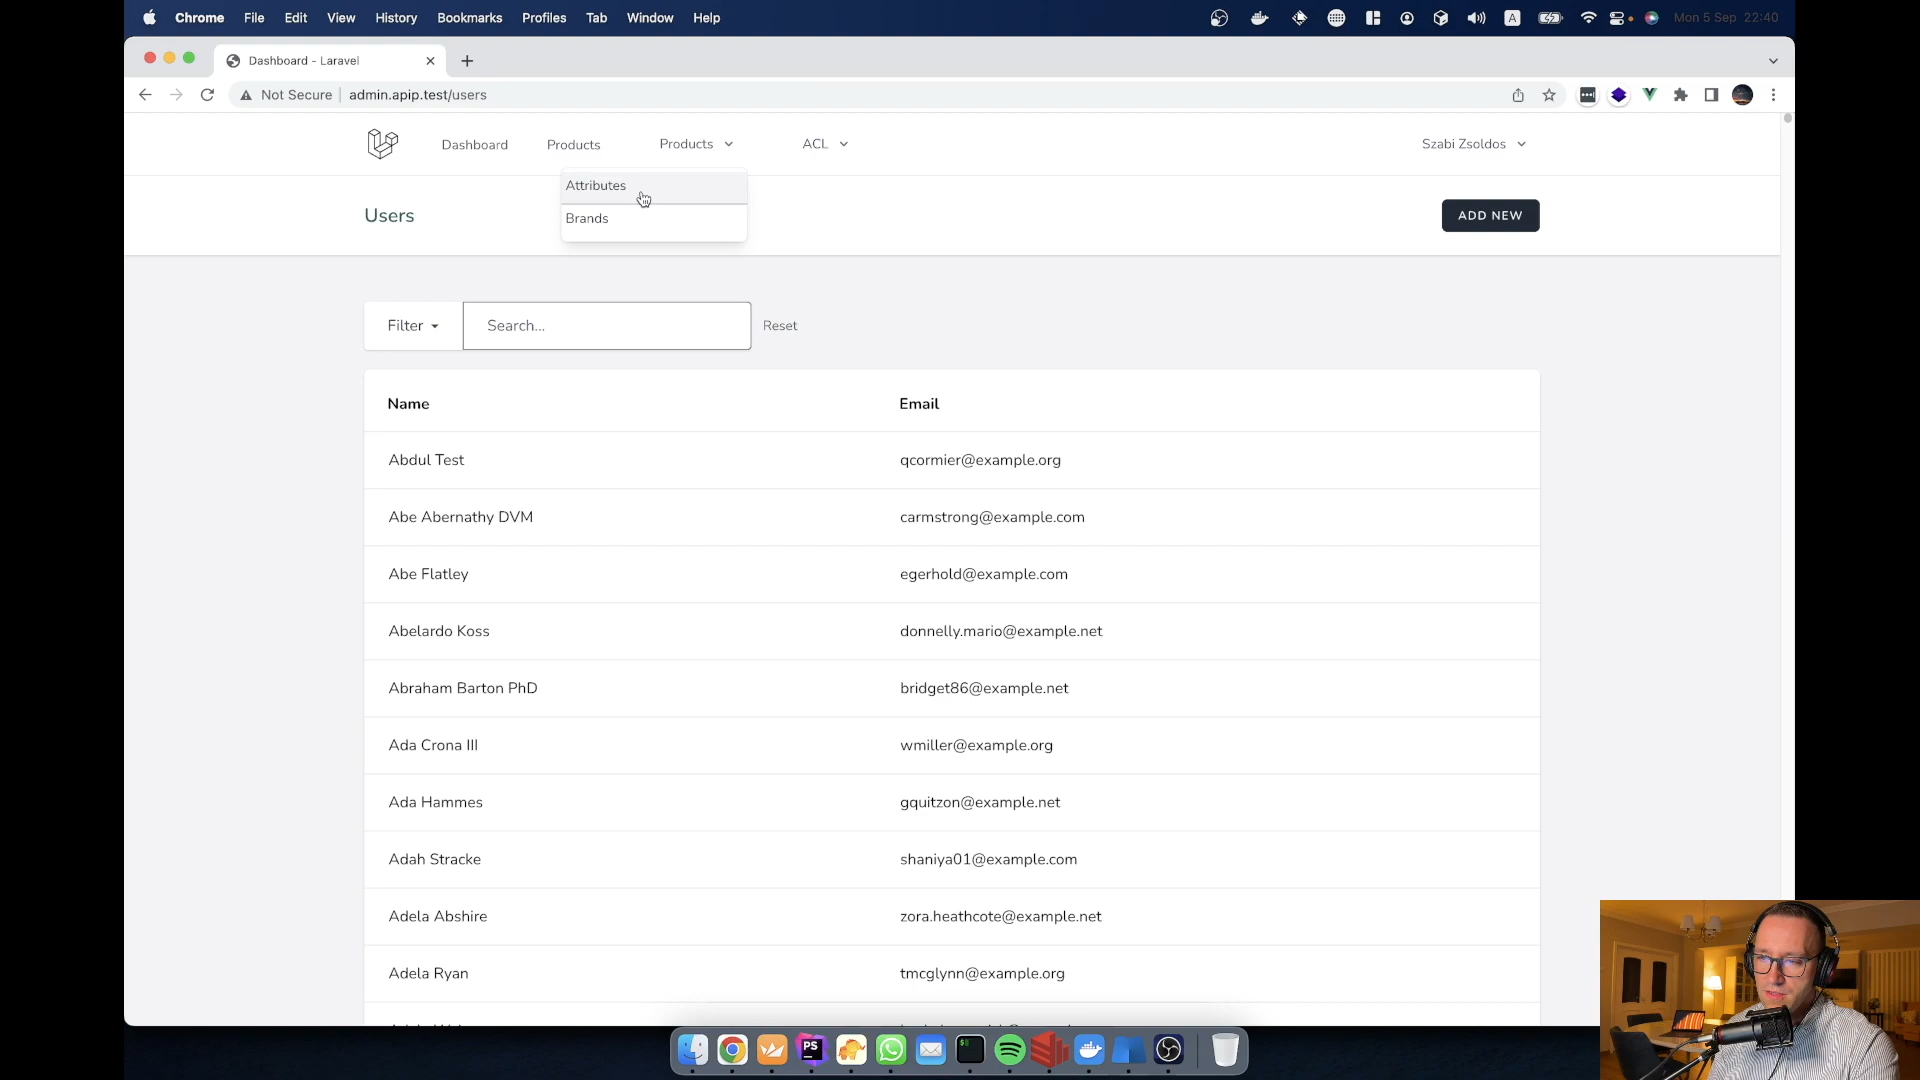 Chrome File Edit View History Bookmarks Profiles Tab Window Help A Mon 5 Sep 22:40
Dashboard - Laravel
Not Secure admin.apip.test/users
Dashboard Products Products ACL Szabi Zsoldos
Attributes
Brands
Users ADD NEW
Filter Search... Reset
Name Email
Abdul Test qcormier@example.org
Abe Abernathy DVM carmstrong@example.com
Abe Flatley egerhold@example.com
Abelardo Koss donnelly.mario@example.net
Abraham Barton PhD bridget86@example.net
Ada Crona III wmiller@example.org
Ada Hammes gquitzon@example.net
Adah Stracke shaniya01@example.com
Adela Abshire zora.heathcote@example.net
Adela Ryan tmcglynn@example.org
PS